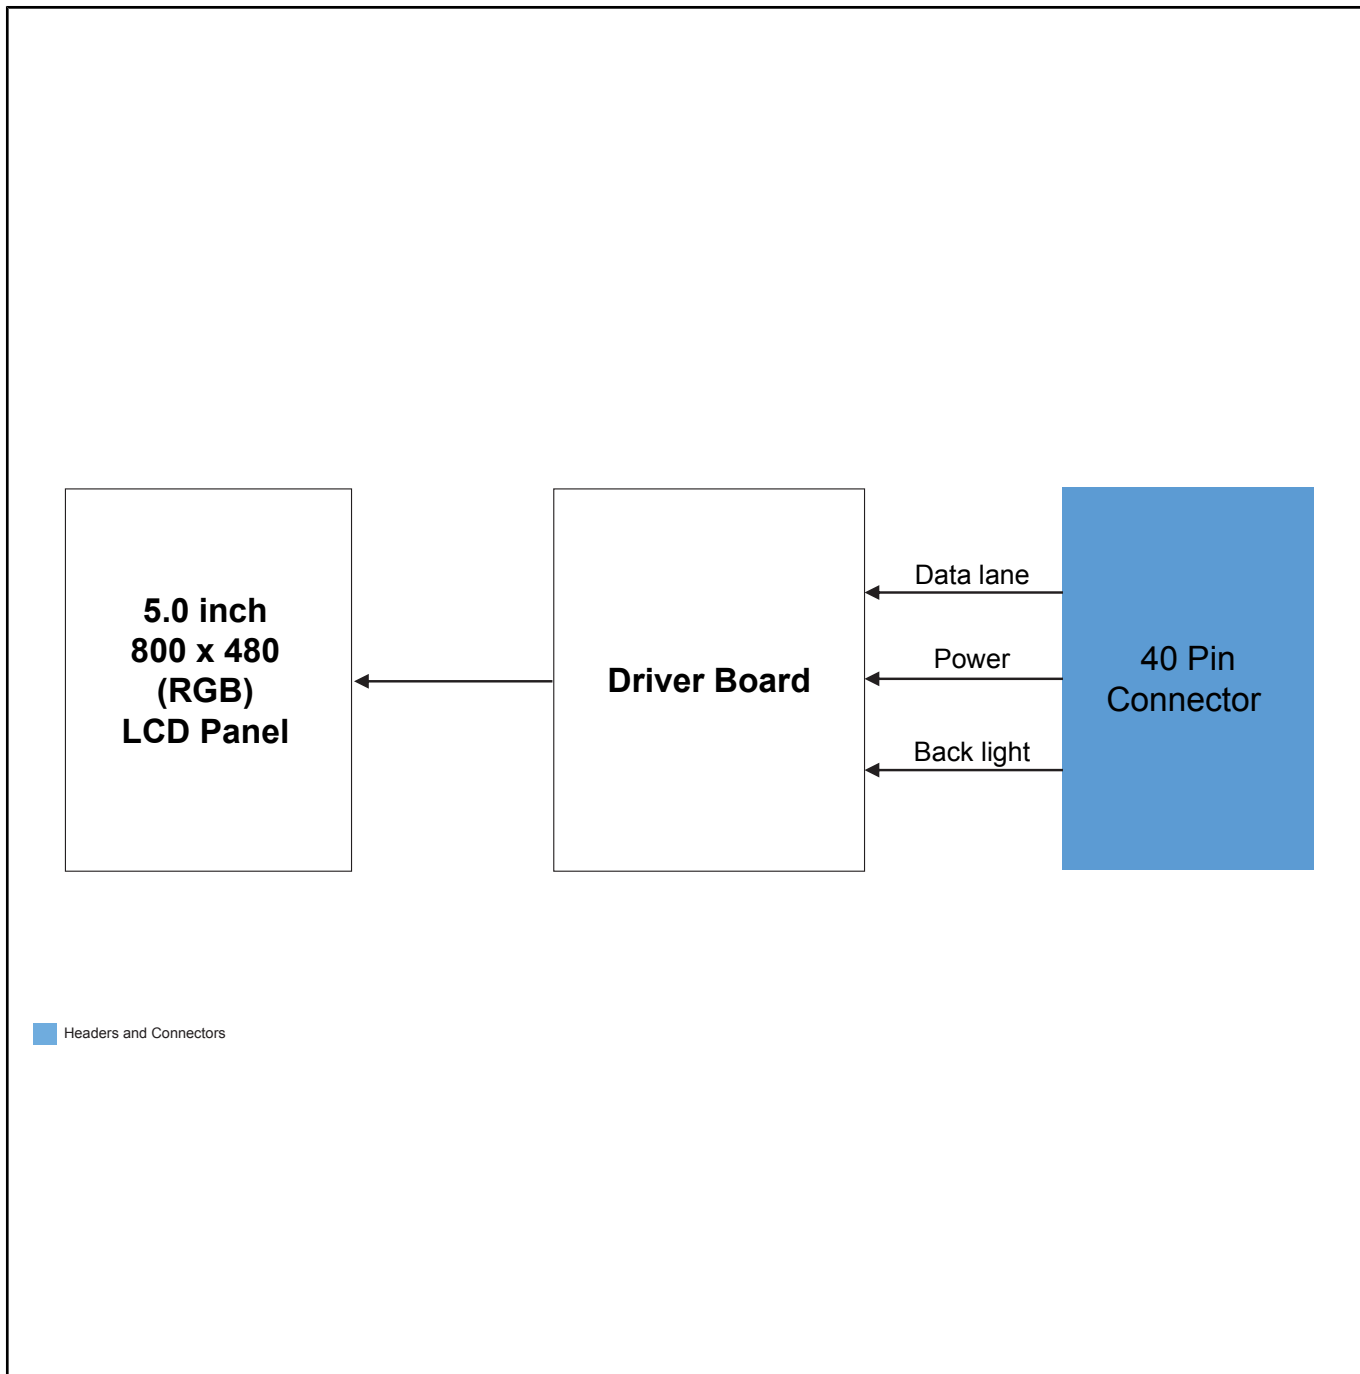 5.0 inch
800 x 480
(RGB)
LCD Panel
Driver Board
Data lane
Power
Back light
40 Pin
Connector
Headers and Connectors